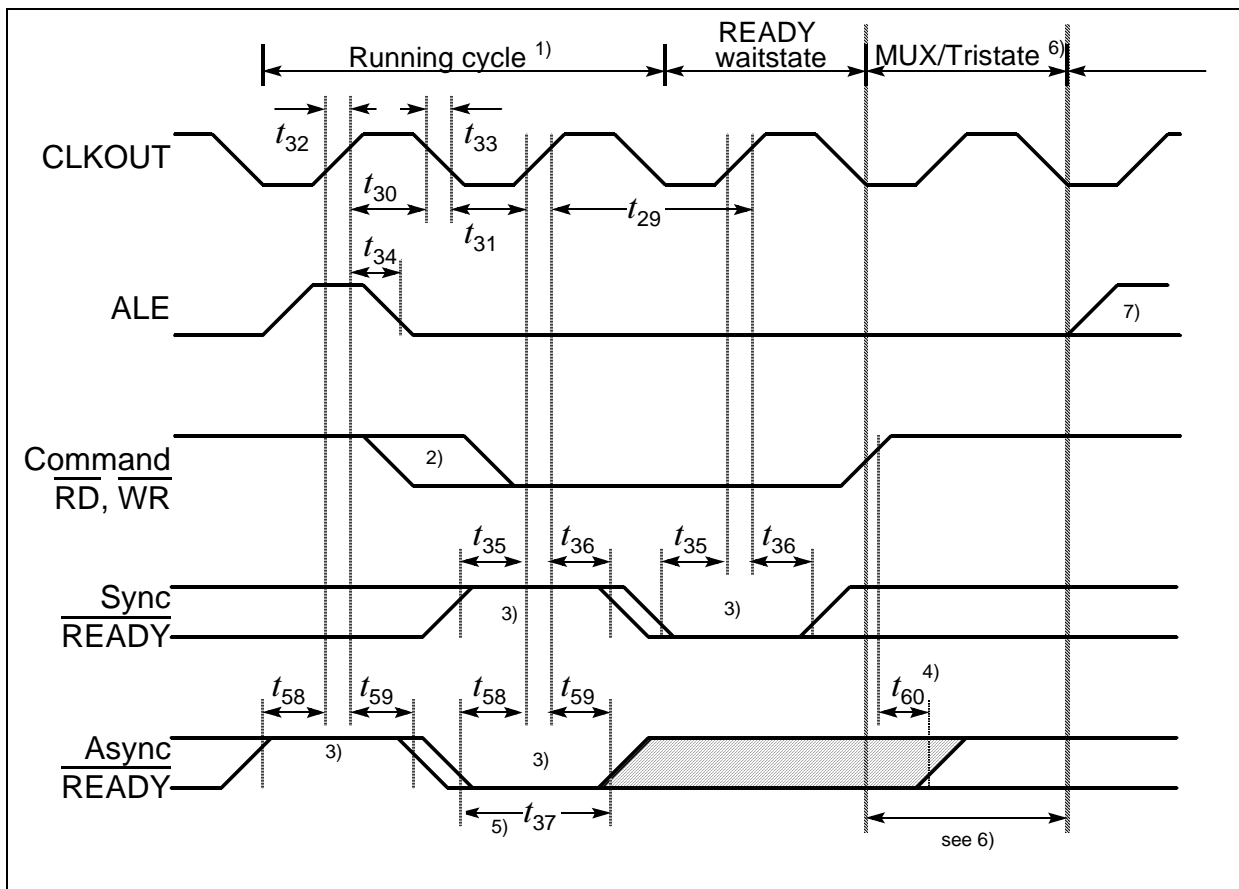 Running cycle 1)
READY
waitstate
MUX/Tristate 6)
CLKOUT
t32
t33
t30
t31
t29
t34
ALE
7)
Command
RD, WR
2)
t35
t36
t35
t36
Sync
READY
3)
3)
t58
t59
t58
t59
t60 4)
Async
READY
3)
3)
5) t37
see 6)